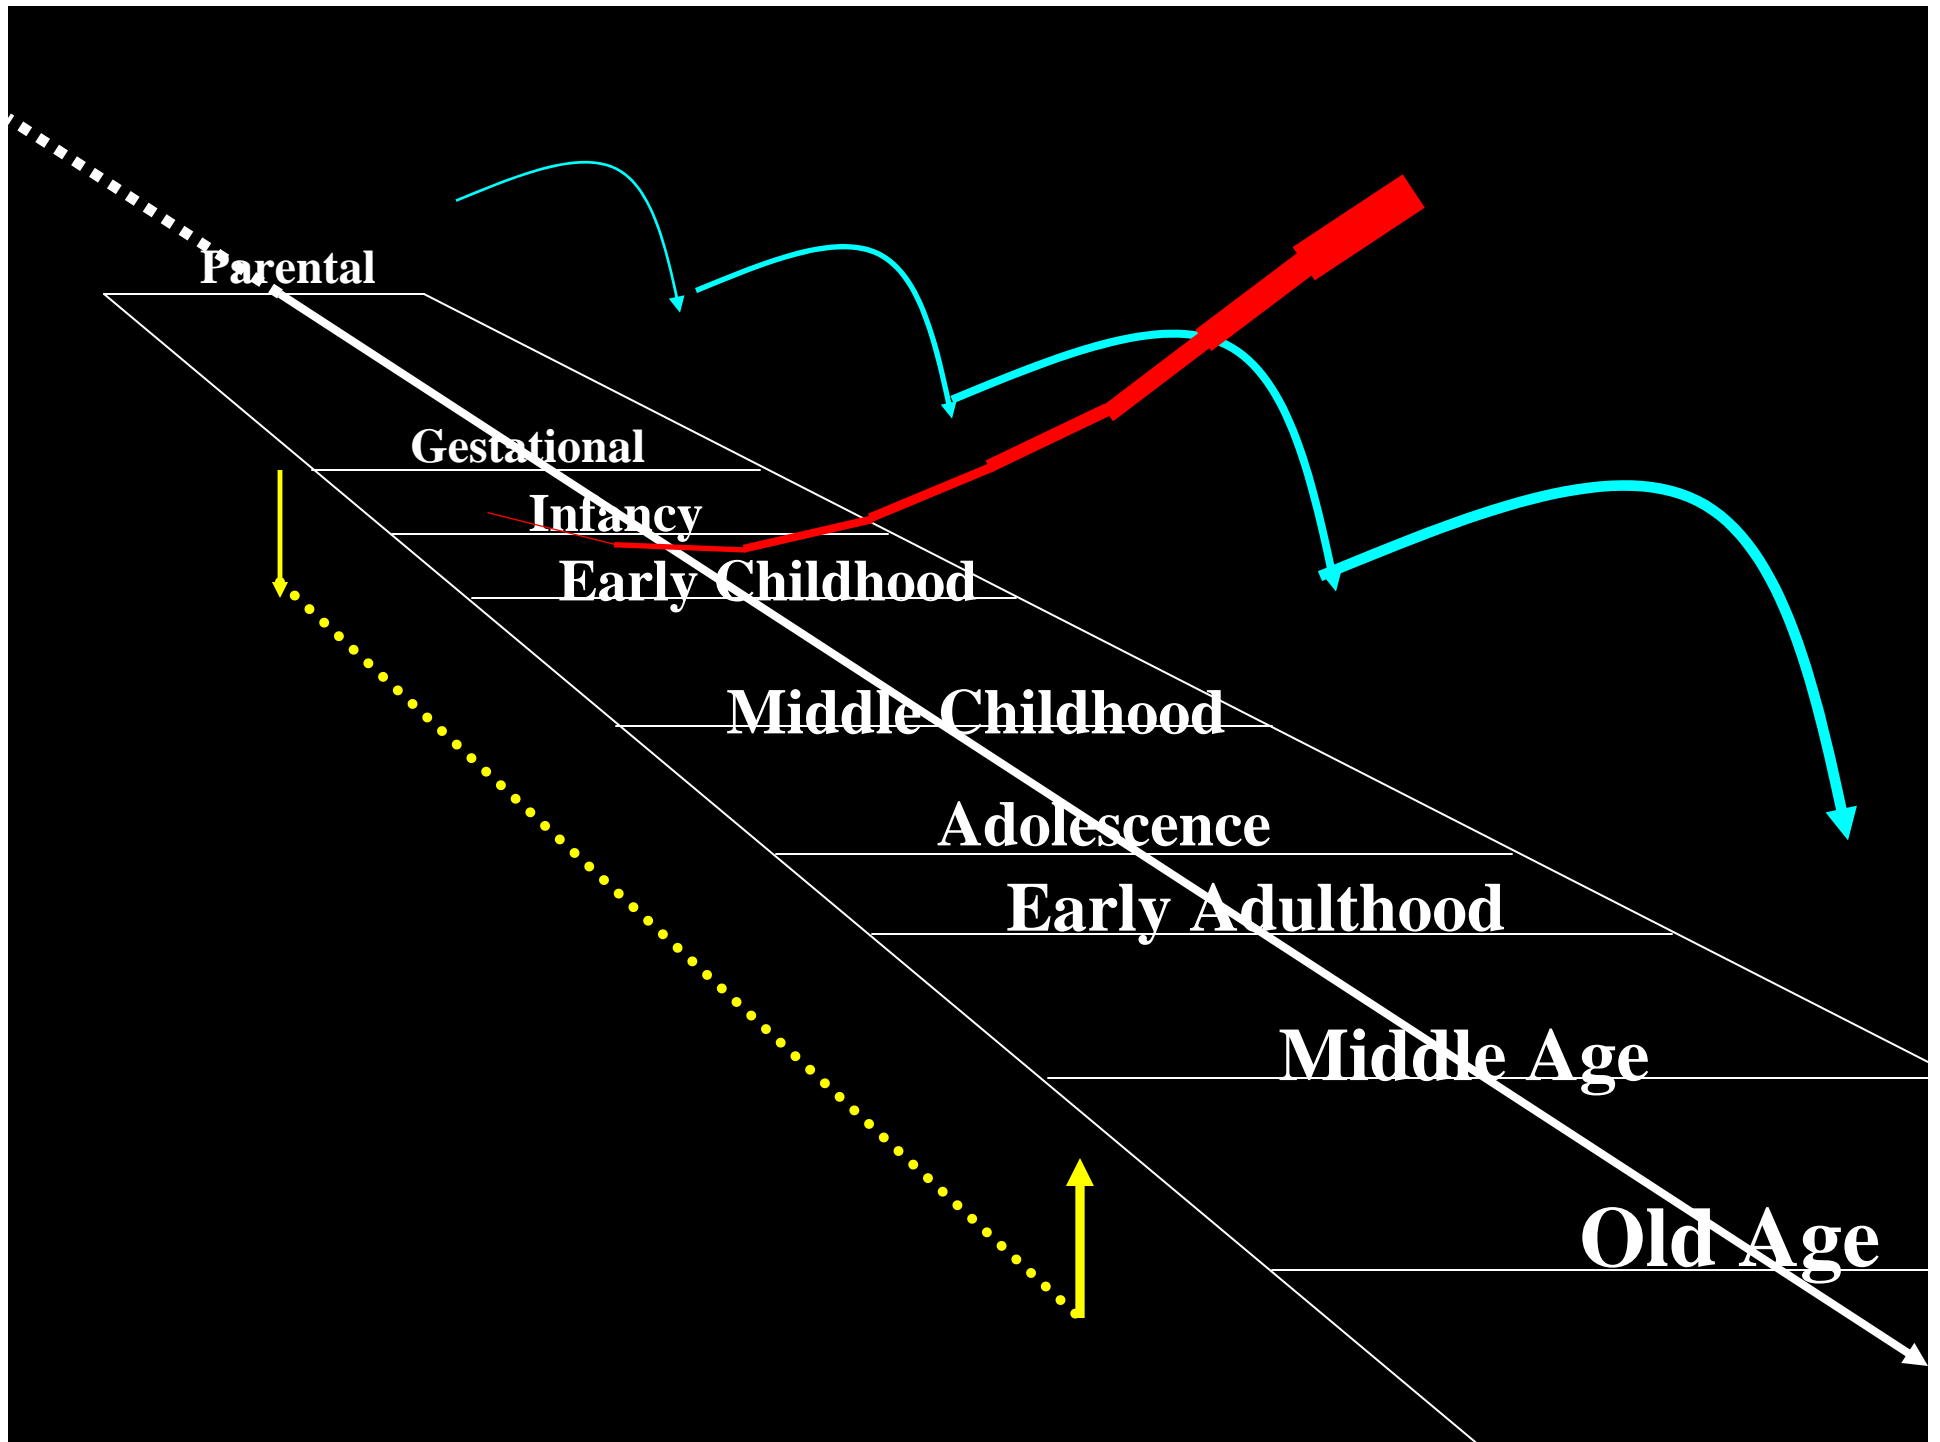 Parental
Gestational
Infancy
Early Childhood
Middle Childhood
Adolescence
Early Adulthood
Middle Age
Old Age